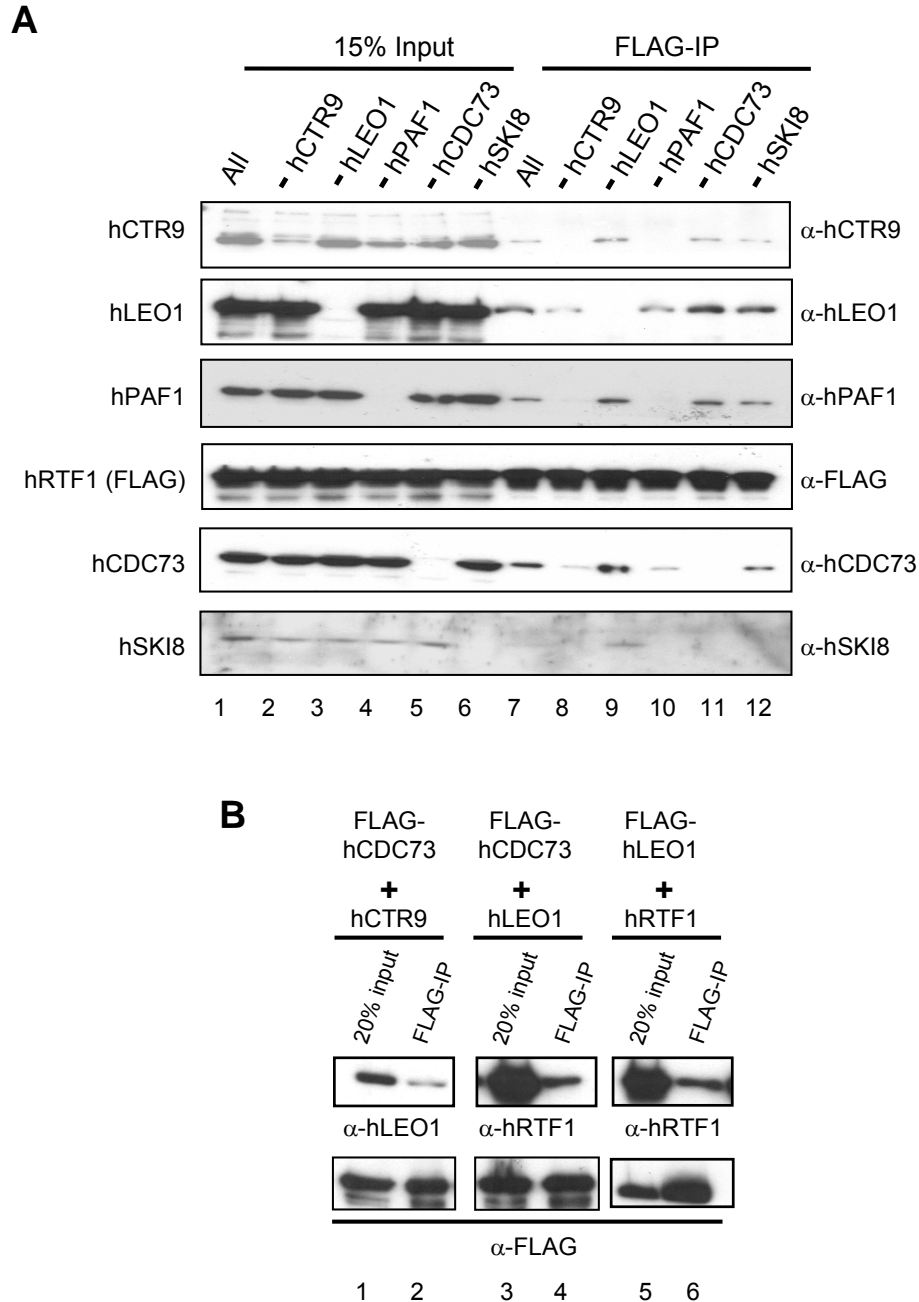 A
15% Input FLAG-IP
All - hCTR9 - hLEO1 - hPAF1 - hCDC73 - hSKI8 All - hCTR9 - hLEO1 - hPAF1 - hCDC73 - hSKI8
hCTR9 α-hCTR9
hLEO1 α-hLEO1
hPAF1 α-hPAF1
hRTF1 (FLAG) α-FLAG
hCDC73 α-hCDC73
hSKI8 α-hSKI8
1 2 3 4 5 6 7 8 9 10 11 12
B
FLAG- FLAG- FLAG-
hCDC73 hCDC73 hLEO1
+ + +
hCTR9 hLEO1 hRTF1
20% input FLAG-IP 20% input FLAG-IP 20% input FLAG-IP
α-hLEO1 α-hRTF1 α-hRTF1
α-FLAG
1 2 3 4 5 6